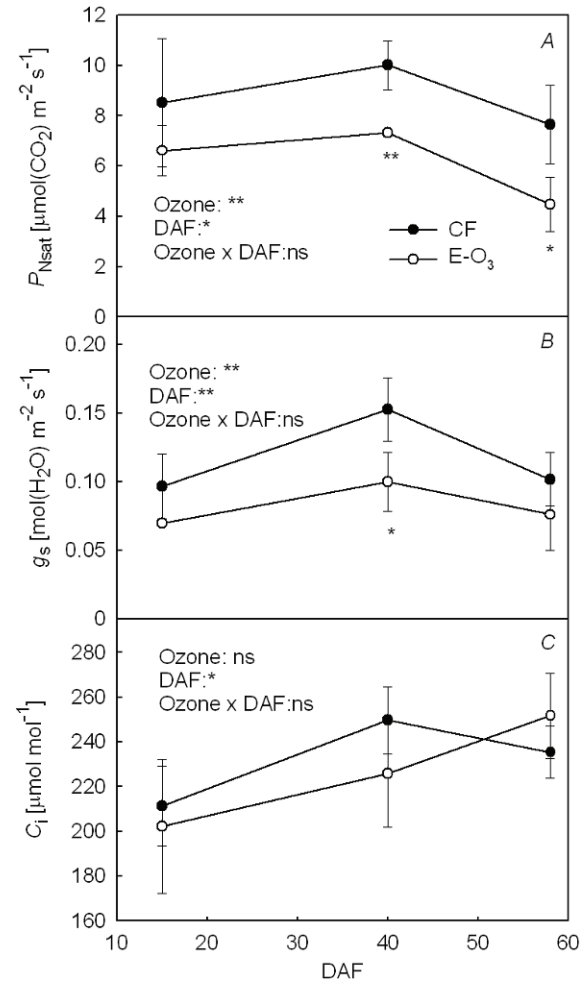 12
A
10
8
6
4
2
0
P_Nsat [μmol(CO₂) m⁻² s⁻¹]
**
*
Ozone: **
DAF:*
Ozone x DAF:ns
CF
E-O₃
B
0.20
0.15
0.10
0.05
0
g_s [mol(H₂O) m⁻² s⁻¹]
Ozone: **
DAF:**
Ozone x DAF:ns
*
C
280
260
240
220
200
180
160
C_i [μmol mol⁻¹]
Ozone: ns
DAF:*
Ozone x DAF:ns
10 20 30 40 50 60
DAF